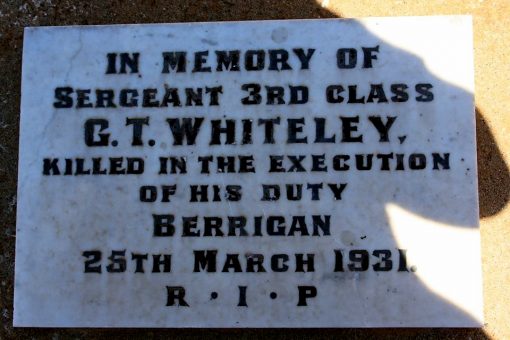 IN MEMORY OF
SERGEANT 3RD CLASS
G. T. WHITELEY,
KILLED IN THE EXECUTION
OF HIS DUTY
BERRIGAN
25TH MARCH 1931.
R · I · P